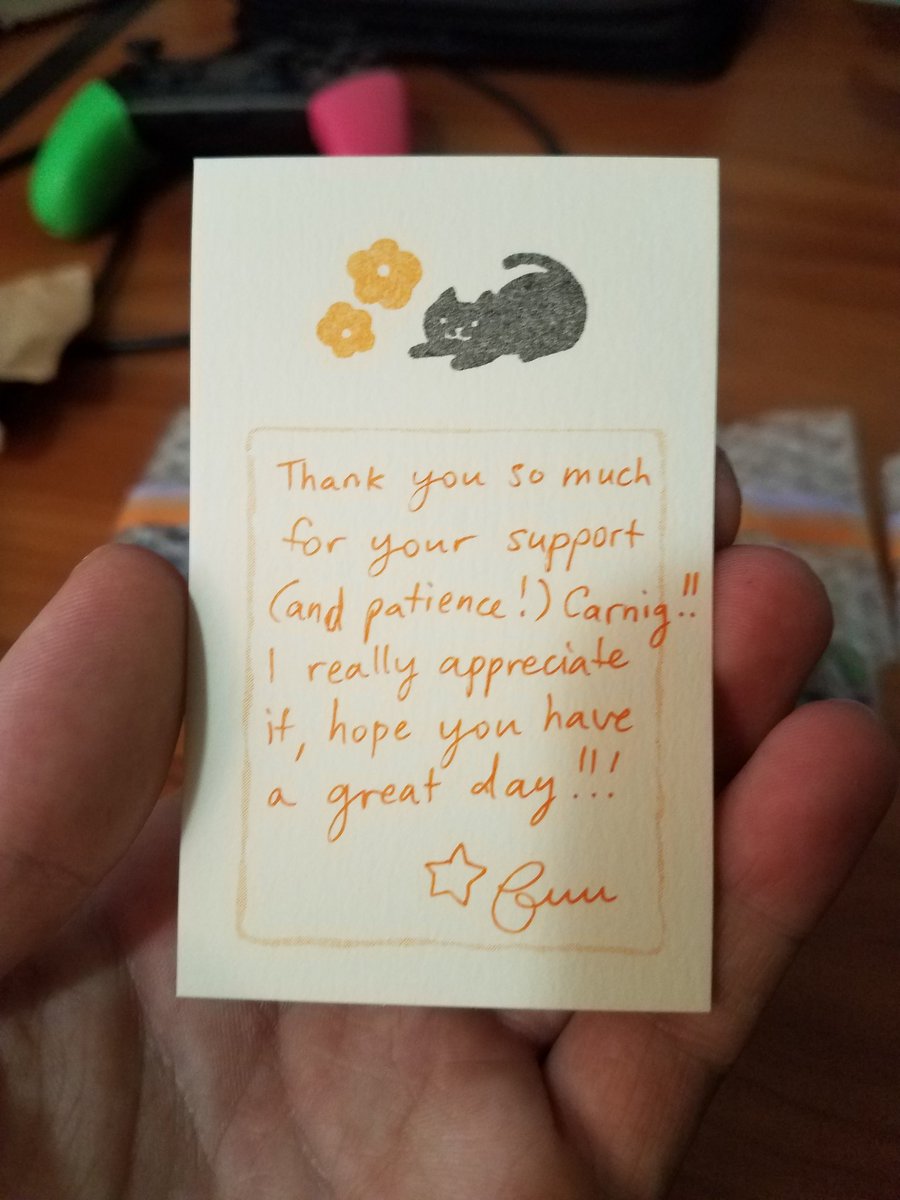 Thank you so much
for your support
(and patience!) Carnig!!
I really appreciate
it, hope you have
a great day!!!